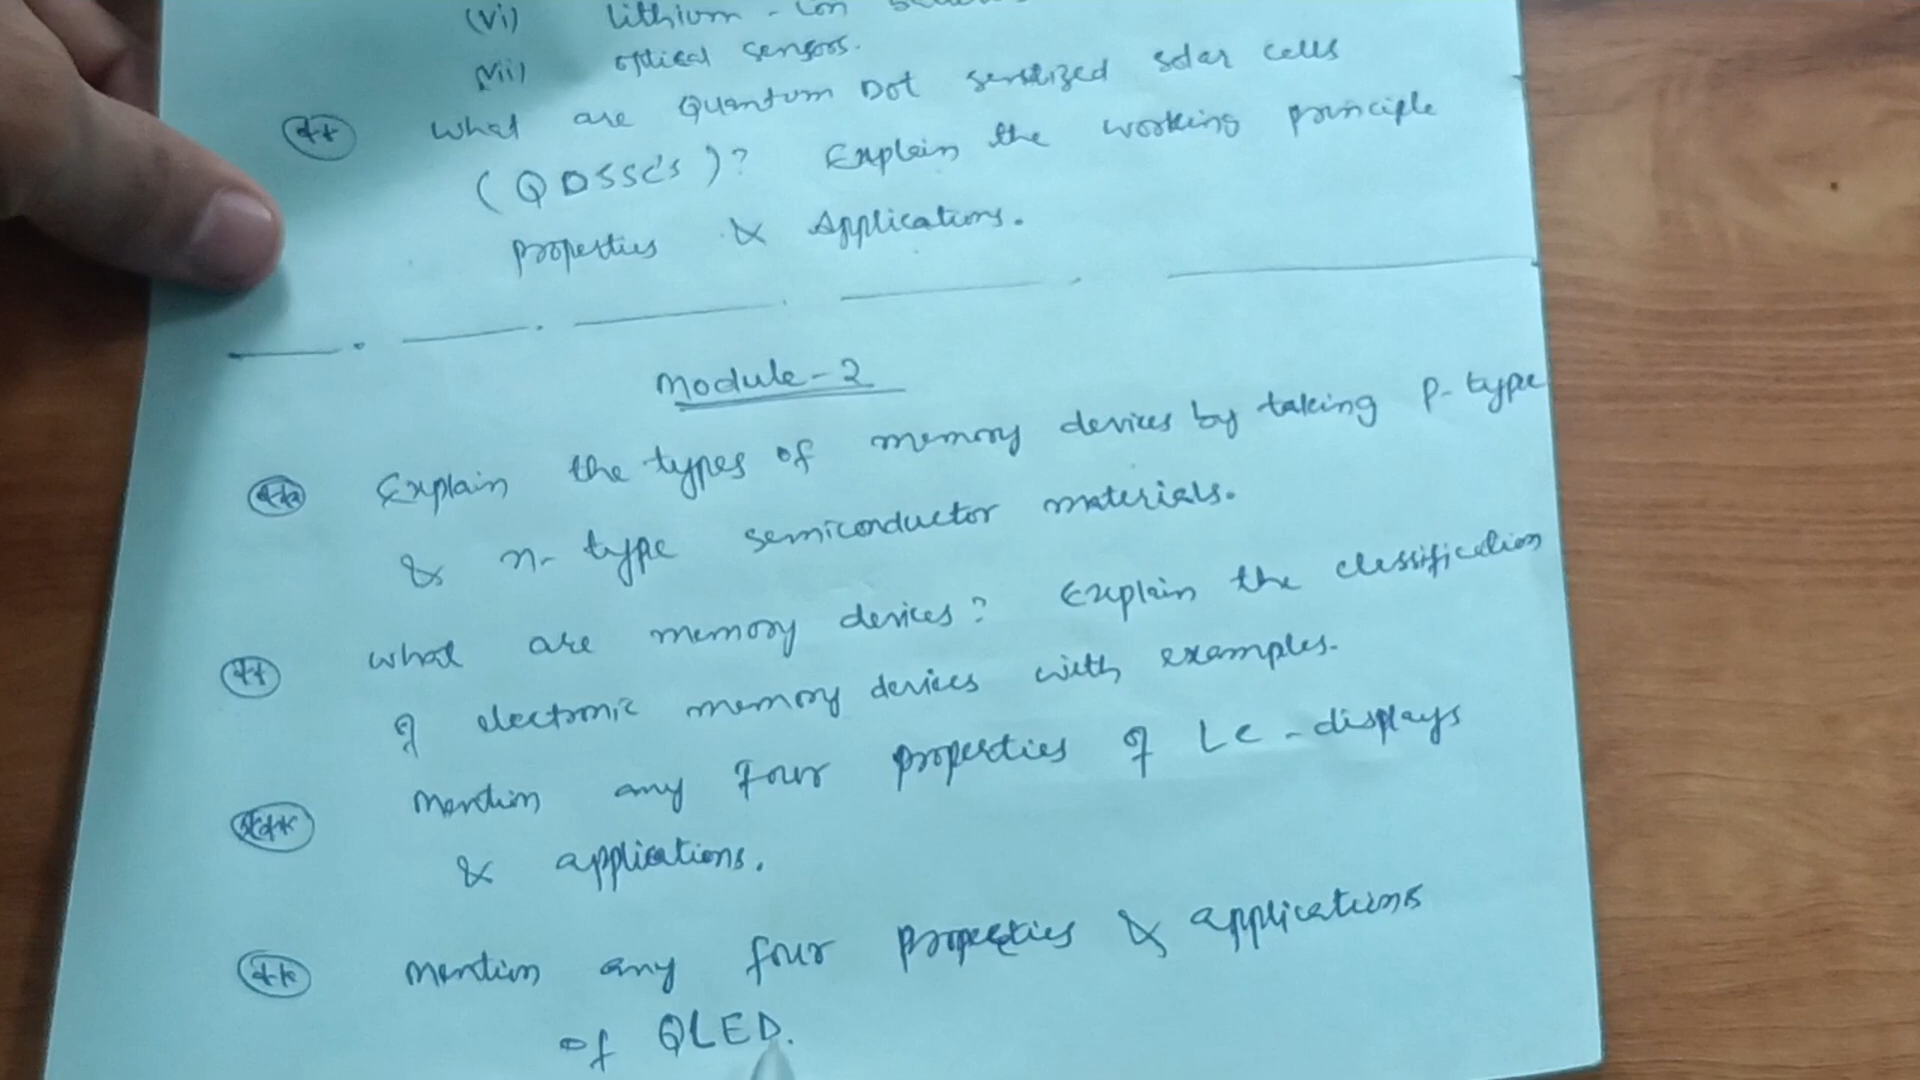 (vi) lithium - ion
(vii) optical sensors.
** What are Quantum Dot sensitized solar cells
(QDSSC's)? Explain the working principle
properties & Applications.
Module-2
** Explain the types of memory devices by taking P-type
& n-type semiconductor materials.
** What are memory devices? Explain the classification
of electronic memory devices with examples.
*** Mention any four properties of LC-displays
& applications.
** Mention any four properties & applications
of QLED.